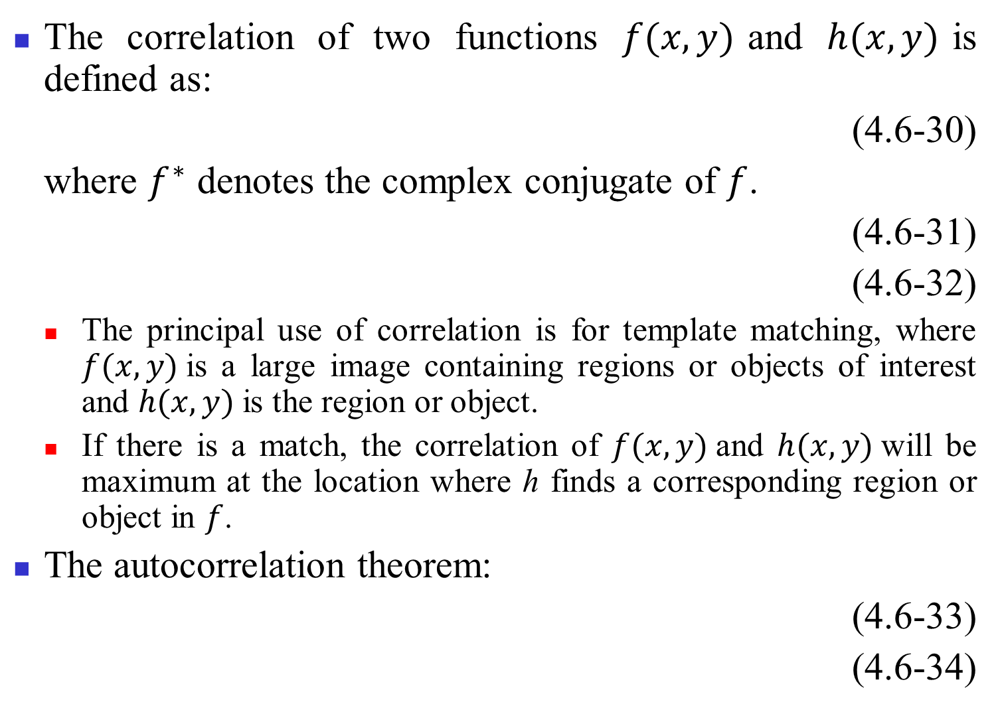 The correlation of two functions f(x, y) and h(x, y) is
defined as:
(4.6-30)
where f* denotes the complex conjugate of f.
(4.6-31)
(4.6-32)
The principal use of correlation is for template matching, where
f(x, y) is a large image containing regions or objects of interest
and h(x, y) is the region or object.
If there is a match, the correlation of f(x, y) and h(x, y) will be
maximum at the location where h finds a corresponding region or
object in f.
The autocorrelation theorem:
(4.6-33)
(4.6-34)